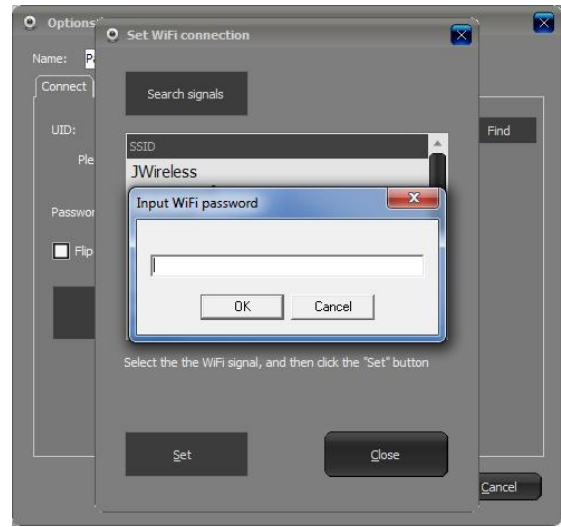 Options
Set WiFi connection
Name:
Connect
Search signals
UID:
Find
SSID
JWireless
Input WiFi password
Flip
OK
Cancel
Select the the WiFi signal, and then click the "Set" button
Set
Close
Cancel